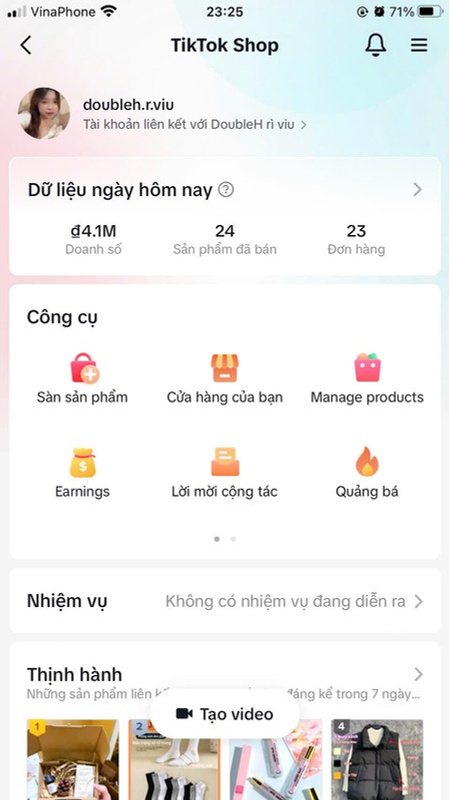 VinaPhone 23:25 71%
TikTok Shop
doubleh.r.viu
Tài khoản liên kết với DoubleH rì viu
Dữ liệu ngày hôm nay ?
₫4.1M 24 23
Doanh số Sản phẩm đã bán Đơn hàng
Công cụ
Sàn sản phẩm Cửa hàng của bạn Manage products
$
Earnings Lời mời cộng tác Quảng bá
Nhiệm vụ Không có nhiệm vụ đang diễn ra
Thịnh hành
Những sản phẩm liên đáng kể trong 7 ngày...
Tạo video
1 2 4